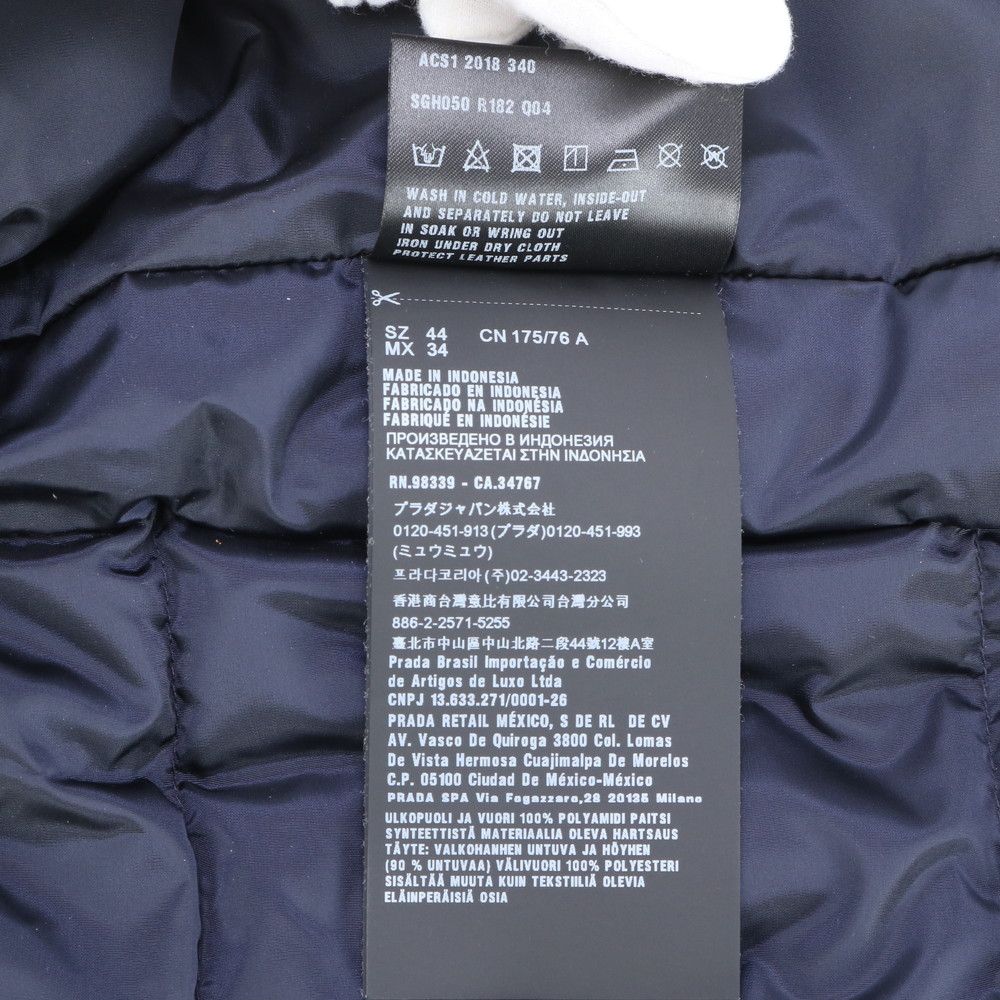 ACS1 2018 340
SGH050 R182 Q04
WASH IN COLD WATER, INSIDE-OUT
AND SEPARATELY DO NOT LEAVE
IN SOAK OR WRING OUT
IRON UNDER DRY CLOTH
PROTECT LEATHER PARTS
SZ 44 CN 175/76 A
MX 34
MADE IN INDONESIA
FABRICADO EN INDONESIA
FABRICADO NA INDONÉSIA
FABRIQUÉ EN INDONÉSIE
ПРОИЗВЕДЕНО В ИНДОНЕЗИЯ
ΚΑΤΑΣΚΕΥΑΖΕΤΑΙ ΣΤΗΝ ΙΝΔΟΝΗΣΙΑ
RN.98339 - CA.34767
プラダジャパン株式会社
0120-451-913(プラダ)0120-451-993
(ミュウミュウ)
프라다코리아(주)02-3443-2323
香港商台灣意比有限公司台灣分公司
886-2-2571-5255
臺北市中山區中山北路二段44號12樓A室
Prada Brasil Importação e Comércio
de Artigos de Luxo Ltda
CNPJ 13.633.271/0001-26
PRADA RETAIL MÉXICO, S DE RL DE CV
AV. Vasco De Quiroga 3800 Col. Lomas
De Vista Hermosa Cuajimalpa De Morelos
C.P. 05100 Ciudad De México-México
PRADA SPA Via Fogazzaro,28 20135 Milano
ULKOPUOLI JA VUORI 100% POLYAMIDI PAITSI
SYNTEETTISTÄ MATERIAALIA OLEVA HARTSAUS
TÄYTE: VALKOHANHEN UNTUVA JA HÖYHEN
(90 % UNTUVAA) VÄLIVUORI 100% POLYESTERI
SISÄLTÄÄ MUUTA KUIN TEKSTIILIÄ OLEVIA
ELÄINPERÄISIÄ OSIA